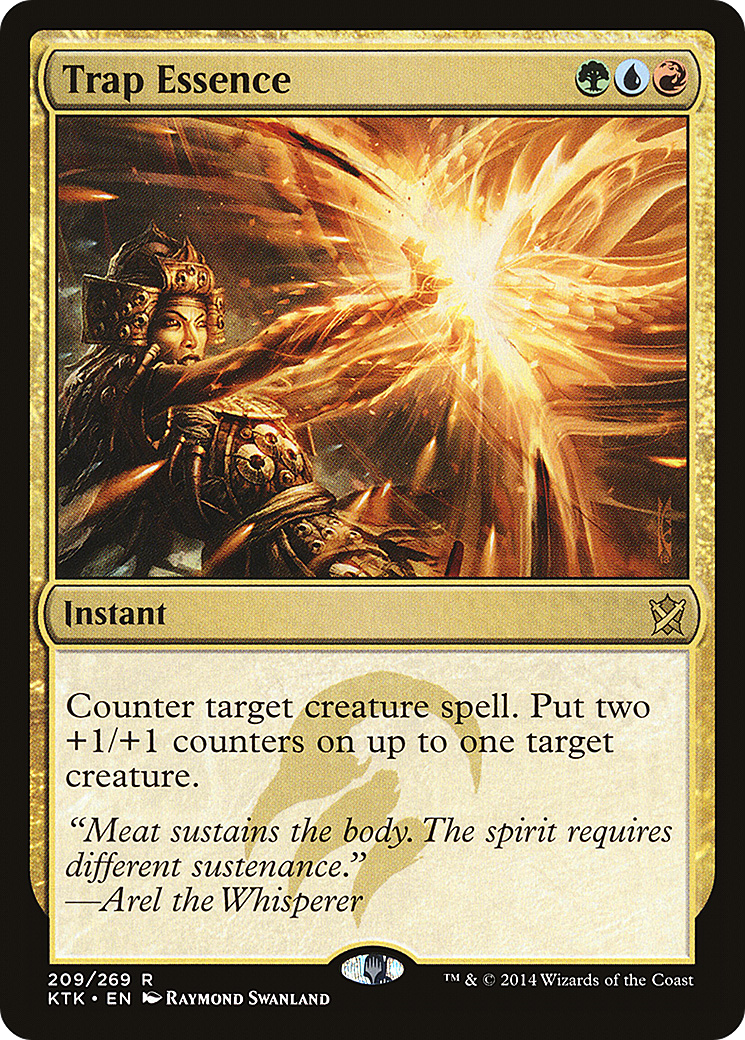 Trap Essence
Instant
Counter target creature spell. Put two
+1/+1 counters on up to one target
creature.
“Meat sustains the body. The spirit requires
different sustenance.”
—Arel the Whisperer
209/269 R
™ & © 2014 Wizards of the Coast
KTK • EN Raymond Swanland